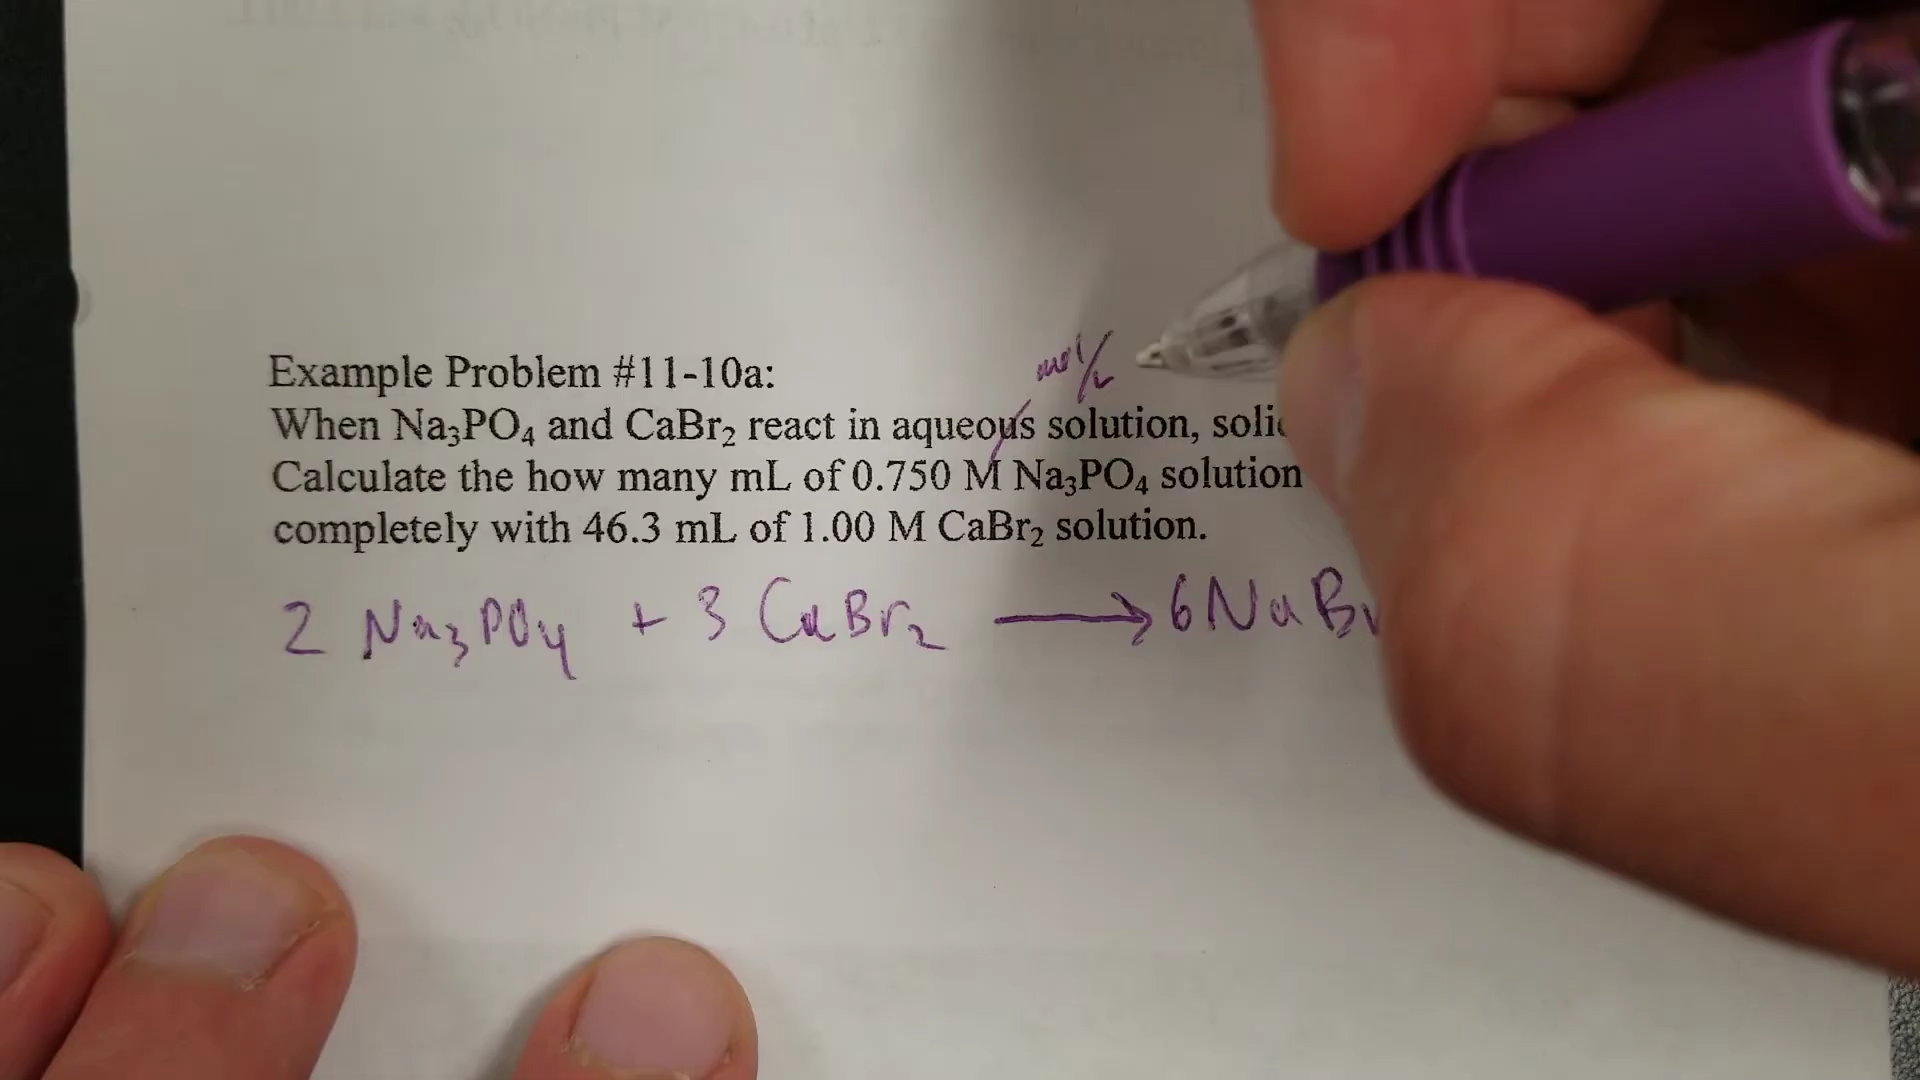 mol/L
Example Problem #11-10a:
When Na₃PO₄ and CaBr₂ react in aqueous solution,
Calculate the how many mL of 0.750 M Na₃PO₄ solution
completely with 46.3 mL of 1.00 M CaBr₂ solution.
2 Na₃PO₄ + 3 CaBr₂ → 6NaBr